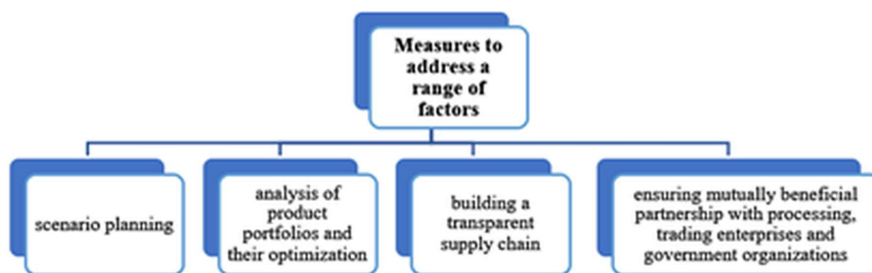 Measures to
address a
range of
factors
scenario planning
analysis of
product
portfolios and
their optimization
building a
transparent
supply chain
ensuring mutually beneficial
partnership with processing,
trading enterprises and
government organizations